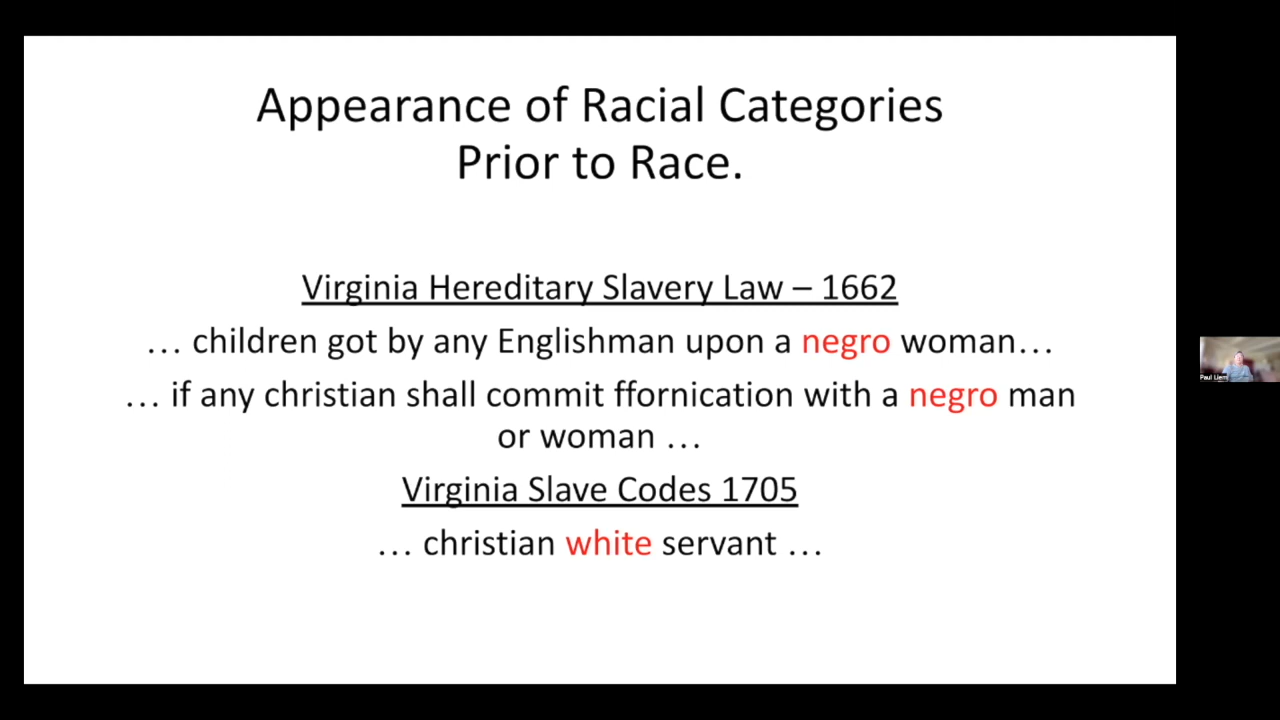 Appearance of Racial Categories
Prior to Race.
Virginia Hereditary Slavery Law – 1662
… children got by any Englishman upon a negro woman…
… if any christian shall commit ffornication with a negro man
or woman …
Virginia Slave Codes 1705
… christian white servant …
Paul Liem